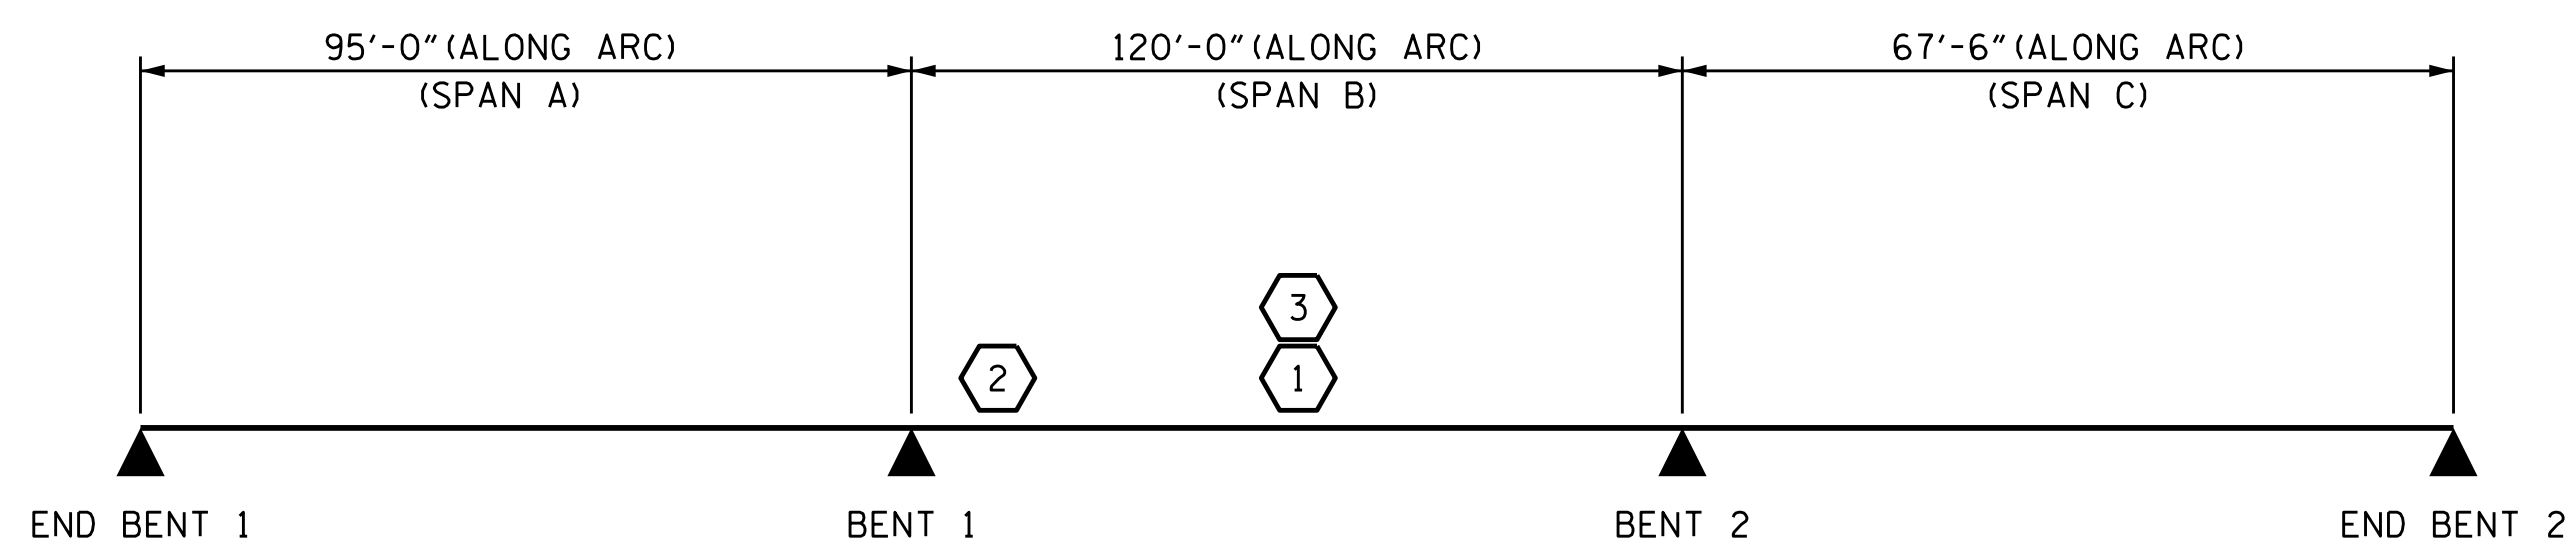 95'-0"(ALONG ARC)
(SPAN A)
120'-0"(ALONG ARC)
(SPAN B)
67'-6"(ALONG ARC)
(SPAN C)
3
2
1
END BENT 1
BENT 1
BENT 2
END BENT 2